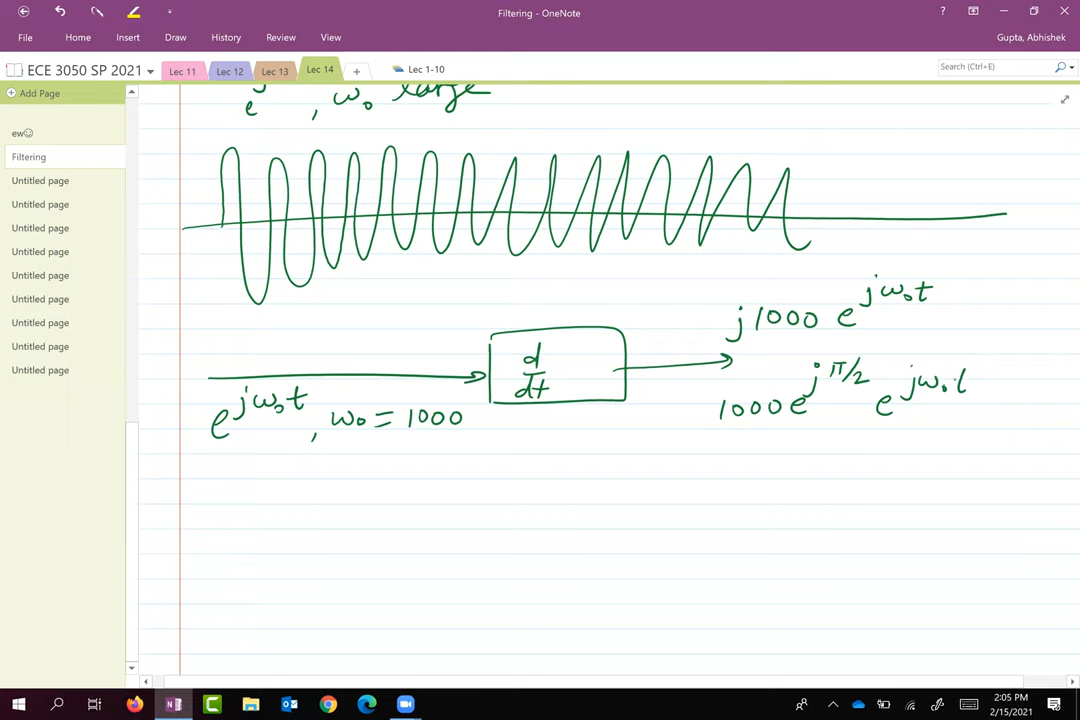 Filtering - OneNote
?
Gupta, Abhishek
File Home Insert Draw History Review View
ECE 3050 SP 2021 Lec 11 Lec 12 Lec 13 Lec 14 + Lec 1-10
Search (Ctrl+E)
Add Page
ew☺
Filtering
Untitled page
Untitled page
Untitled page
Untitled page
Untitled page
Untitled page
Untitled page
Untitled page
Untitled page
e^j , ω₀ large
j1000 e^{jω₀t}
d/dt
1000e^{jπ/2} e^{jω₀t}
e^{jω₀t} , ω₀ = 1000
2:05 PM
2/15/2021